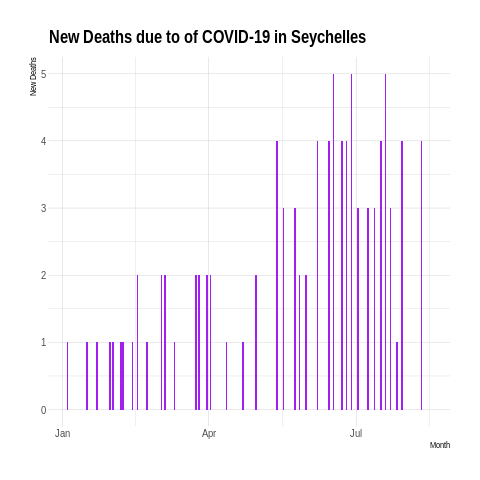 New Deaths due to of COVID-19 in Seychelles
New Deaths
5
4
3
2
1
0
Jan
Apr
Jul
Month